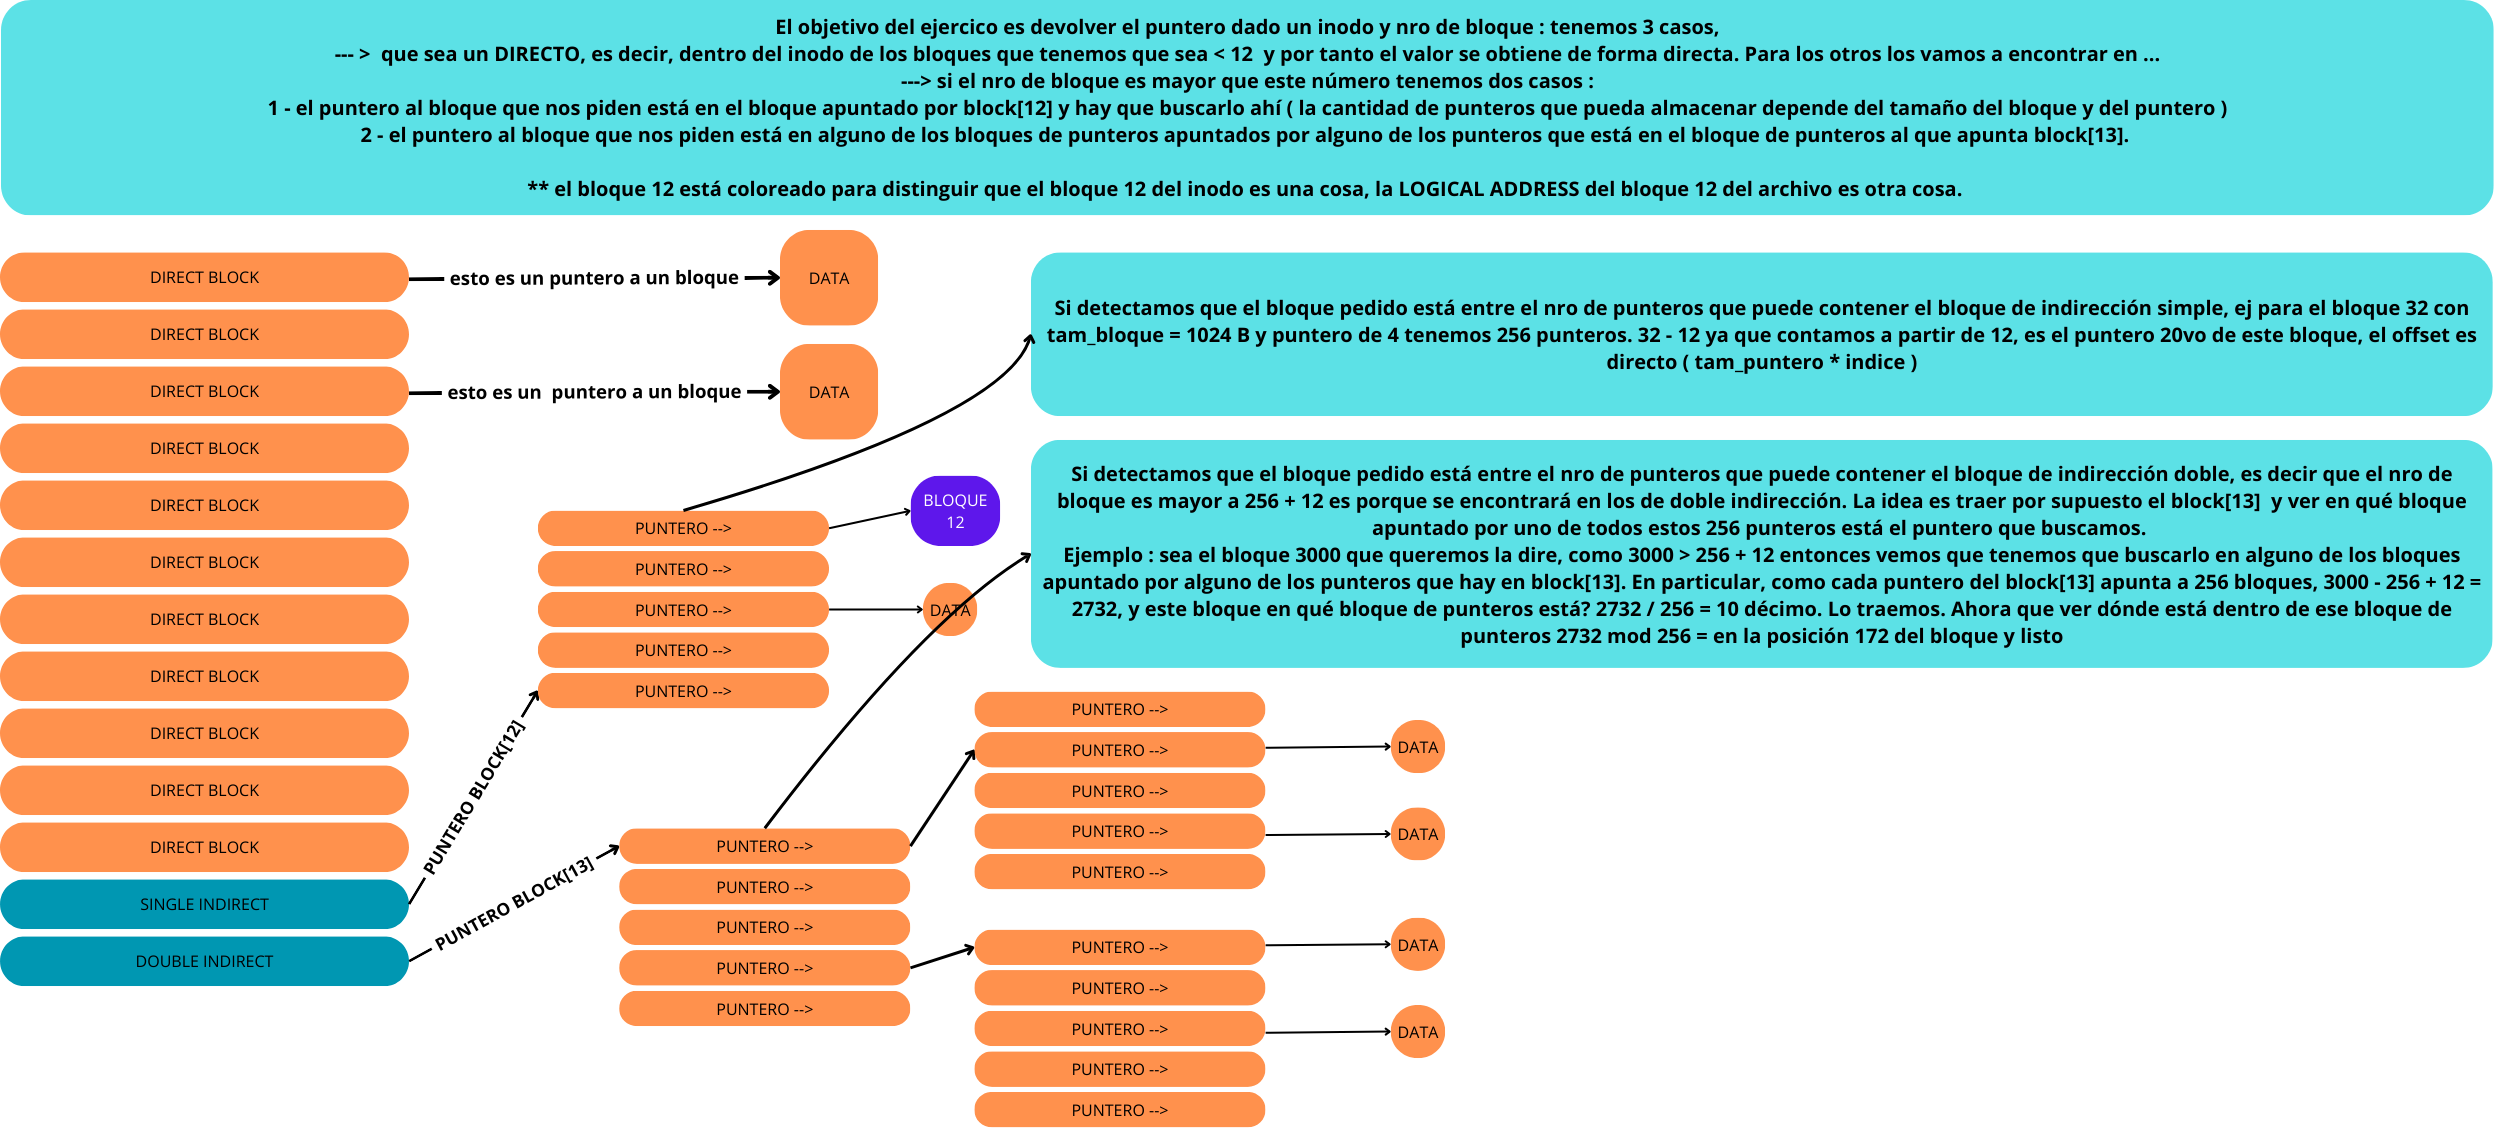 El objetivo del ejercico es devolver el puntero dado un inodo y nro de bloque : tenemos 3 casos,
--- >  que sea un DIRECTO, es decir, dentro del inodo de los bloques que tenemos que sea < 12  y por tanto el valor se obtiene de forma directa. Para los otros los vamos a encontrar en ...
---> si el nro de bloque es mayor que este número tenemos dos casos :
1 - el puntero al bloque que nos piden está en el bloque apuntado por block[12] y hay que buscarlo ahí ( la cantidad de punteros que pueda almacenar depende del tamaño del bloque y del puntero )
2 - el puntero al bloque que nos piden está en alguno de los bloques de punteros apuntados por alguno de los punteros que está en el bloque de punteros al que apunta block[13].
** el bloque 12 está coloreado para distinguir que el bloque 12 del inodo es una cosa, la LOGICAL ADDRESS del bloque 12 del archivo es otra cosa.
DIRECT BLOCK
esto es un puntero a un bloque
DATA
DIRECT BLOCK
DIRECT BLOCK
esto es un  puntero a un bloque
DATA
DIRECT BLOCK
DIRECT BLOCK
DIRECT BLOCK
DIRECT BLOCK
DIRECT BLOCK
DIRECT BLOCK
DIRECT BLOCK
DIRECT BLOCK
SINGLE INDIRECT
DOUBLE INDIRECT
Si detectamos que el bloque pedido está entre el nro de punteros que puede contener el bloque de indirección simple, ej para el bloque 32 con
tam_bloque = 1024 B y puntero de 4 tenemos 256 punteros. 32 - 12 ya que contamos a partir de 12, es el puntero 20vo de este bloque, el offset es
directo ( tam_puntero * indice )
Si detectamos que el bloque pedido está entre el nro de punteros que puede contener el bloque de indirección doble, es decir que el nro de
bloque es mayor a 256 + 12 es porque se encontrará en los de doble indirección. La idea es traer por supuesto el block[13]  y ver en qué bloque
apuntado por uno de todos estos 256 punteros está el puntero que buscamos.
Ejemplo : sea el bloque 3000 que queremos la dire, como 3000 > 256 + 12 entonces vemos que tenemos que buscarlo en alguno de los bloques
apuntado por alguno de los punteros que hay en block[13]. En particular, como cada puntero del block[13] apunta a 256 bloques, 3000 - 256 + 12 =
2732, y este bloque en qué bloque de punteros está? 2732 / 256 = 10 décimo. Lo traemos. Ahora que ver dónde está dentro de ese bloque de
punteros 2732 mod 256 = en la posición 172 del bloque y listo
PUNTERO BLOCK[12]
PUNTERO -->
BLOQUE
12
PUNTERO -->
PUNTERO -->
DATA
PUNTERO -->
PUNTERO -->
PUNTERO BLOCK[13]
PUNTERO -->
PUNTERO -->
PUNTERO -->
PUNTERO -->
PUNTERO -->
PUNTERO -->
PUNTERO -->
DATA
PUNTERO -->
PUNTERO -->
DATA
PUNTERO -->
PUNTERO -->
DATA
PUNTERO -->
PUNTERO -->
DATA
PUNTERO -->
PUNTERO -->